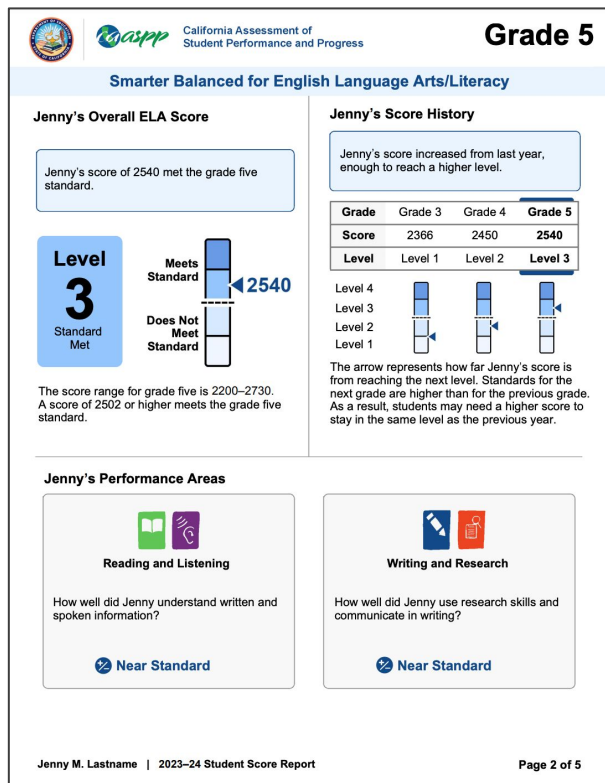 caaspp
California Assessment of
Student Performance and Progress
Grade 5
Smarter Balanced for English Language Arts/Literacy
Jenny's Overall ELA Score
Jenny's score of 2540 met the grade five
standard.
Level
3
Standard
Met
Meets
Standard
2540
Does Not
Meet
Standard
The score range for grade five is 2200–2730.
A score of 2502 or higher meets the grade five
standard.
Jenny's Score History
Jenny's score increased from last year,
enough to reach a higher level.
Grade Grade 3 Grade 4 Grade 5
Score 2366 2450 2540
Level Level 1 Level 2 Level 3
Level 4
Level 3
Level 2
Level 1
The arrow represents how far Jenny's score is
from reaching the next level. Standards for the
next grade are higher than for the previous grade.
As a result, students may need a higher score to
stay in the same level as the previous year.
Jenny's Performance Areas
Reading and Listening
How well did Jenny understand written and
spoken information?
Near Standard
Writing and Research
How well did Jenny use research skills and
communicate in writing?
Near Standard
Jenny M. Lastname | 2023–24 Student Score Report
Page 2 of 5